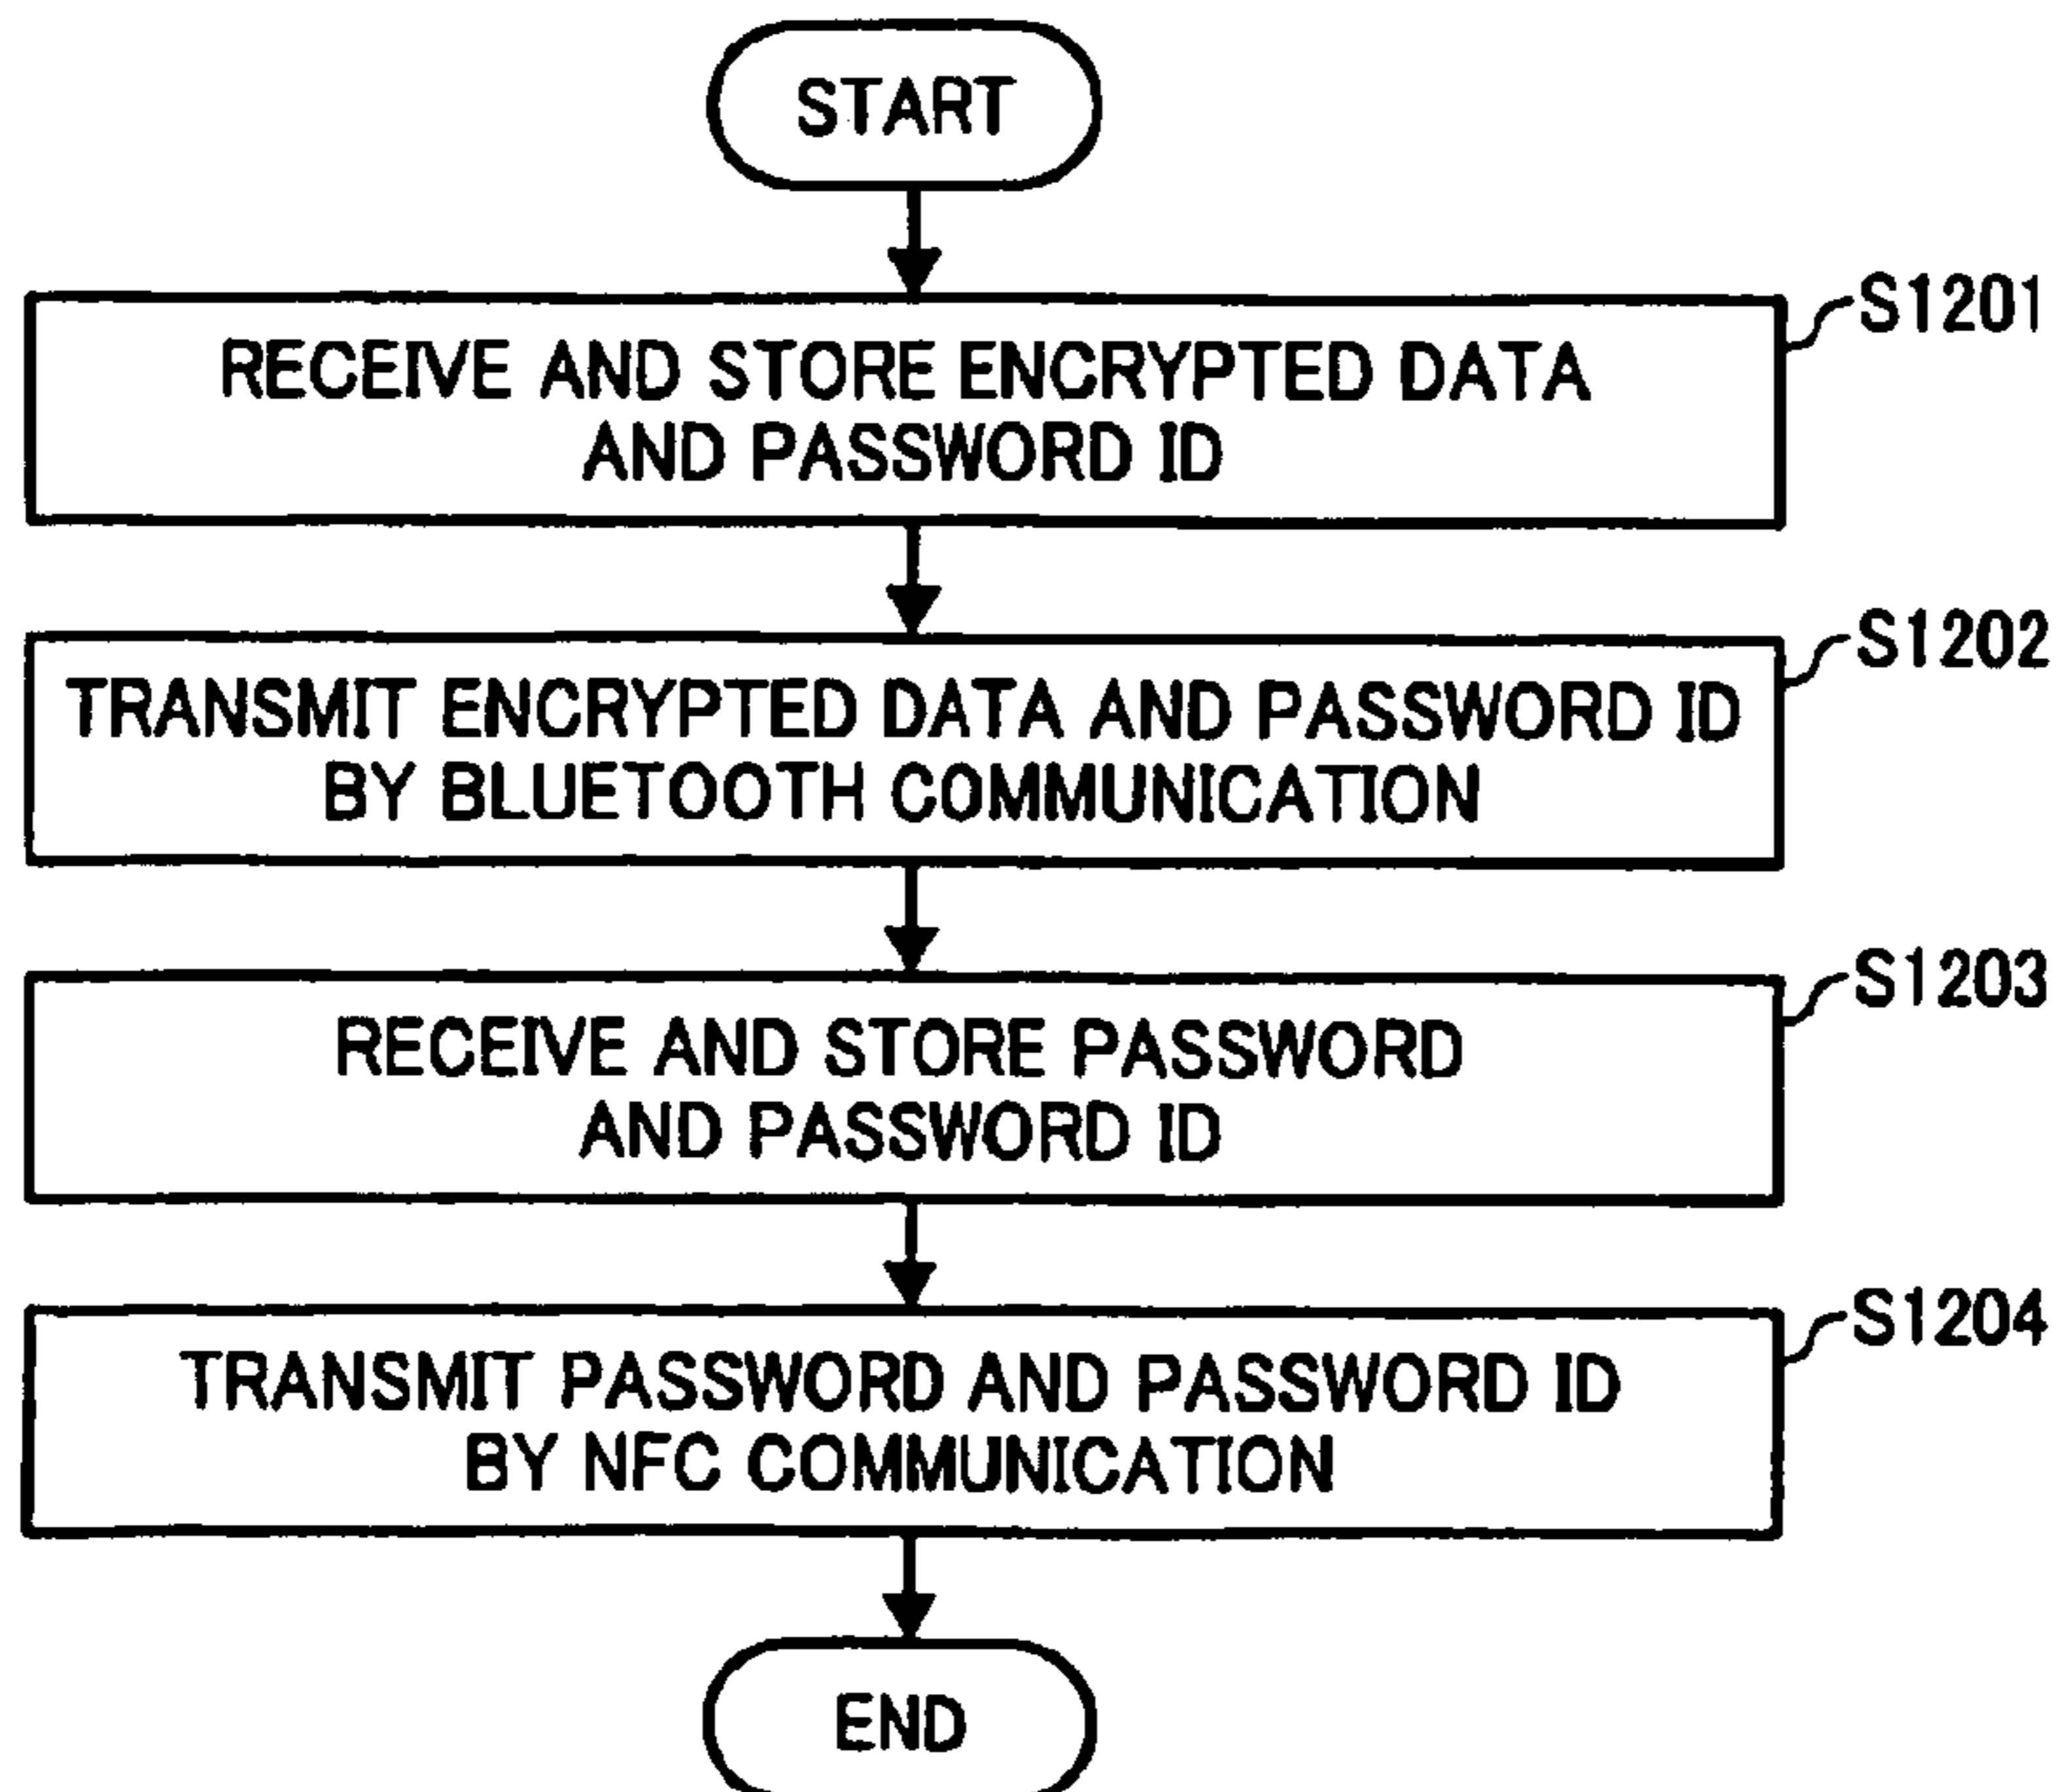 START
S1201
RECEIVE AND STORE ENCRYPTED DATA
AND PASSWORD ID
S1202
TRANSMIT ENCRYPTED DATA AND PASSWORD ID
BY BLUETOOTH COMMUNICATION
S1203
RECEIVE AND STORE PASSWORD
AND PASSWORD ID
S1204
TRANSMIT PASSWORD AND PASSWORD ID
BY NFC COMMUNICATION
END